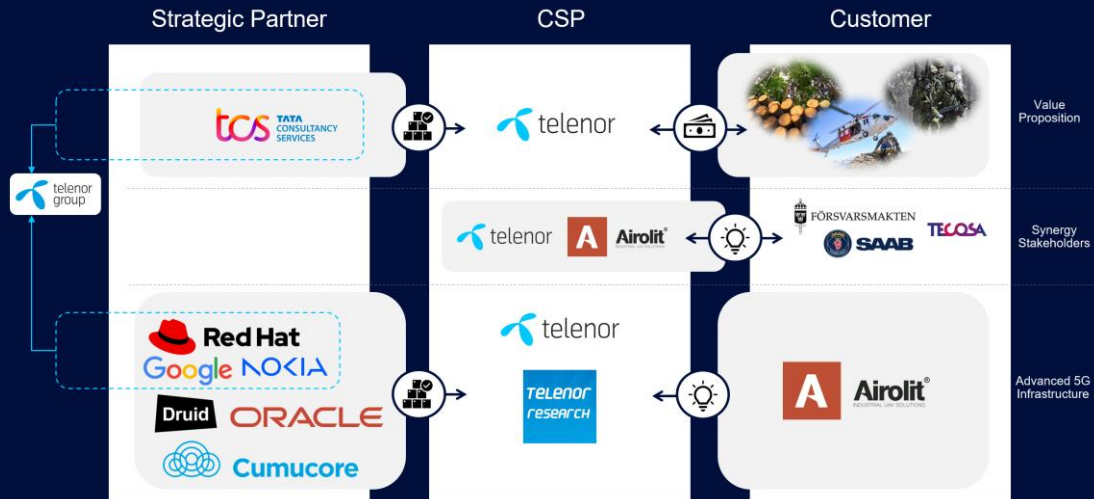 Strategic Partner
CSP
Customer
tcs TATA CONSULTANCY SERVICES
telenor
Value Proposition
telenor group
telenor
Airolit®
FÖRSVARSMAKTEN
SAAB
TECOSA
Synergy Stakeholders
Red Hat
Google NOKIA
Druid ORACLE
Cumucore
telenor
TELENOR RESEARCH
A Airolit®
INDUSTRIAL UAV SOLUTIONS
Advanced 5G Infrastructure